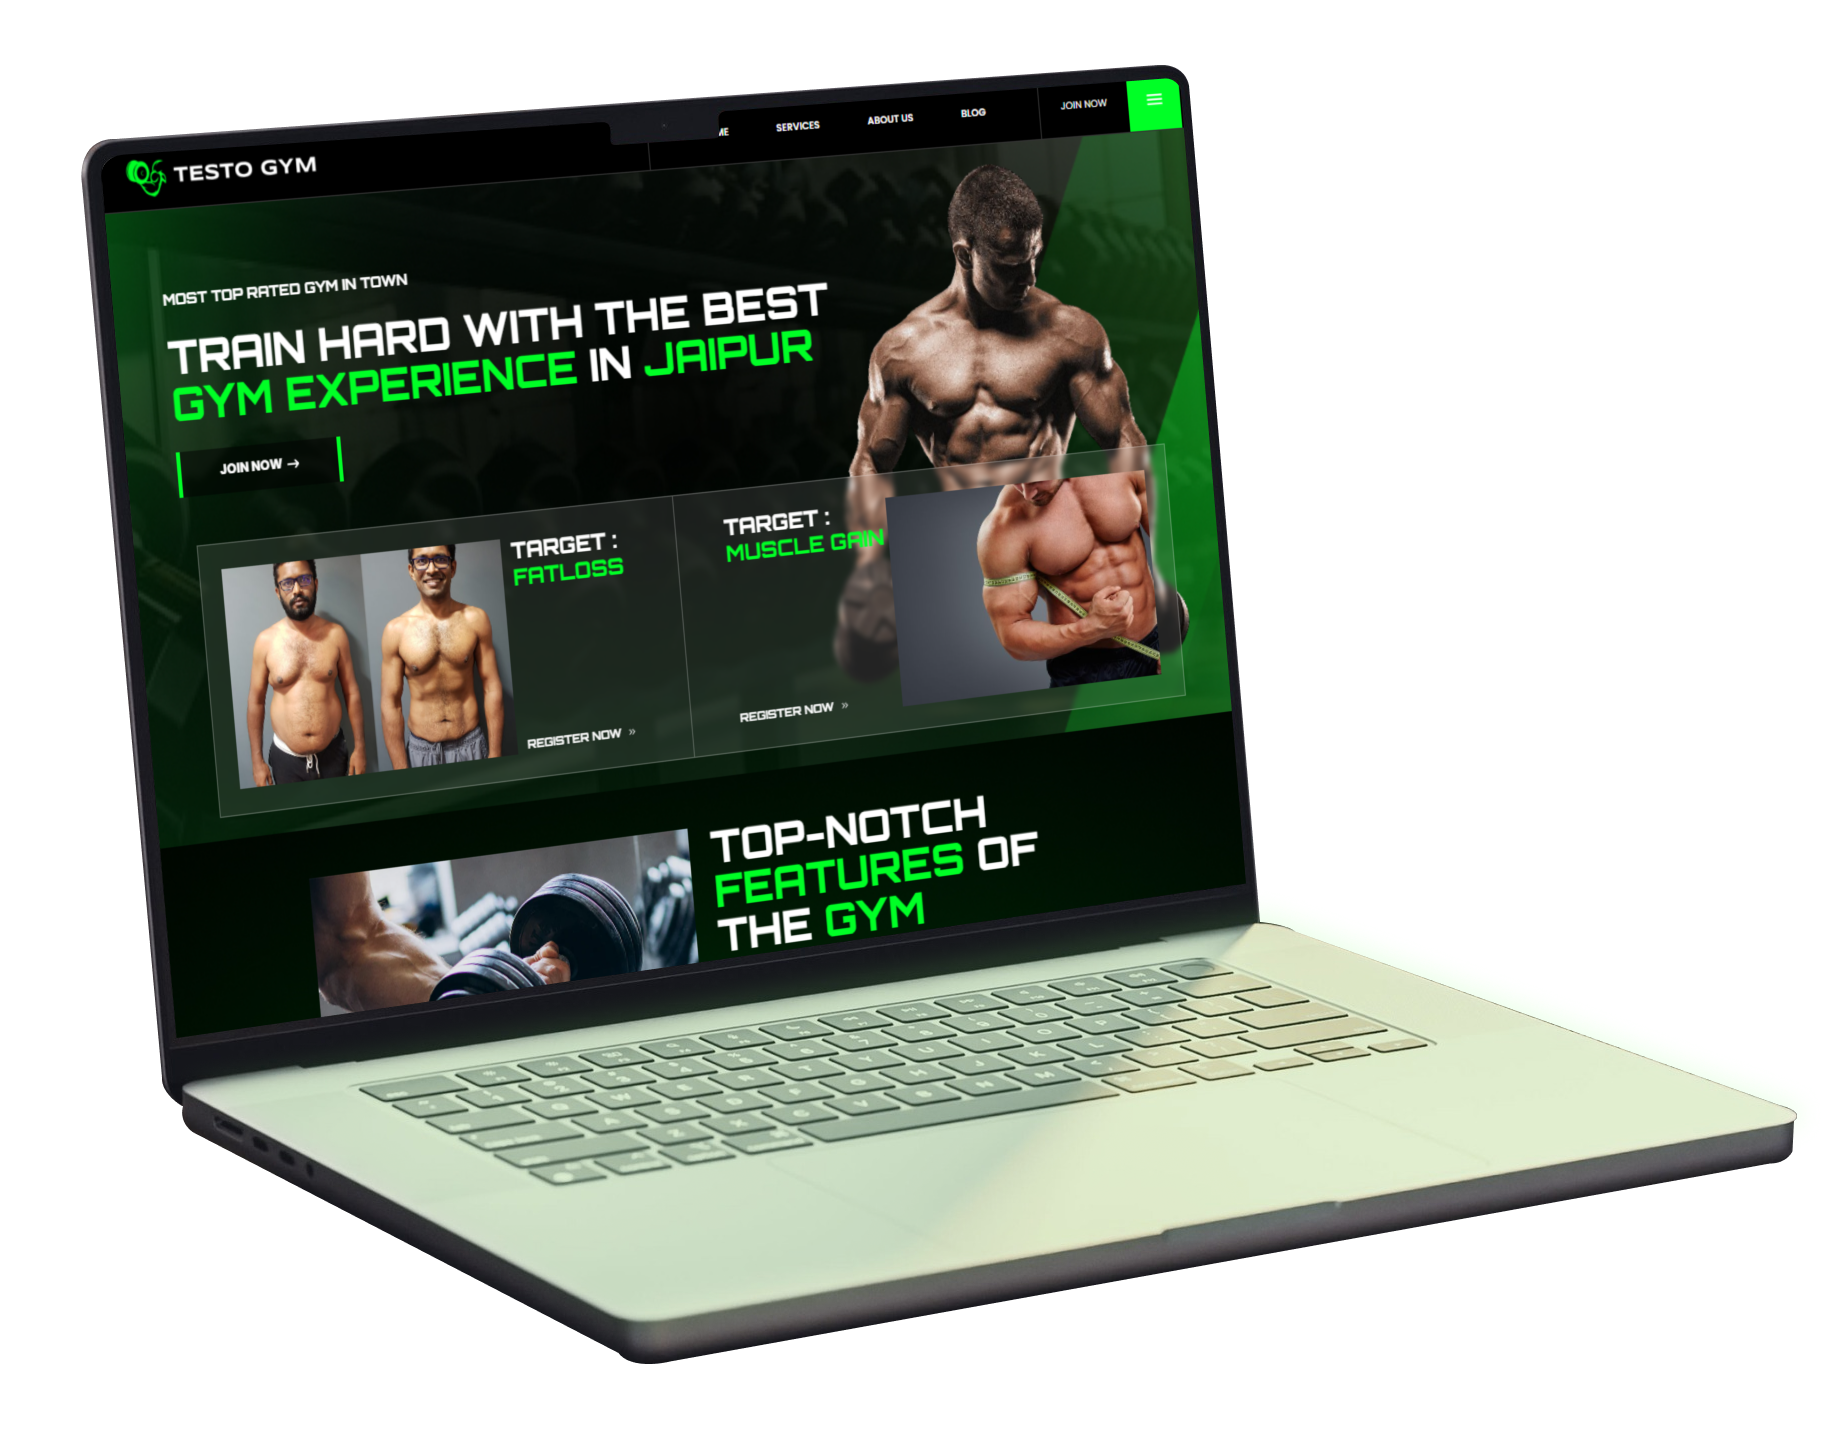 TESTO GYM
ME
SERVICES
ABOUT US
BLOG
JOIN NOW
MOST TOP RATED GYM IN TOWN
TRAIN HARD WITH THE BEST
GYM EXPERIENCE IN JAIPUR
JOIN NOW →
TARGET :
FATLOSS
REGISTER NOW »
TARGET :
MUSCLE GAIN
REGISTER NOW »
TOP-NOTCH
FEATURES OF
THE GYM